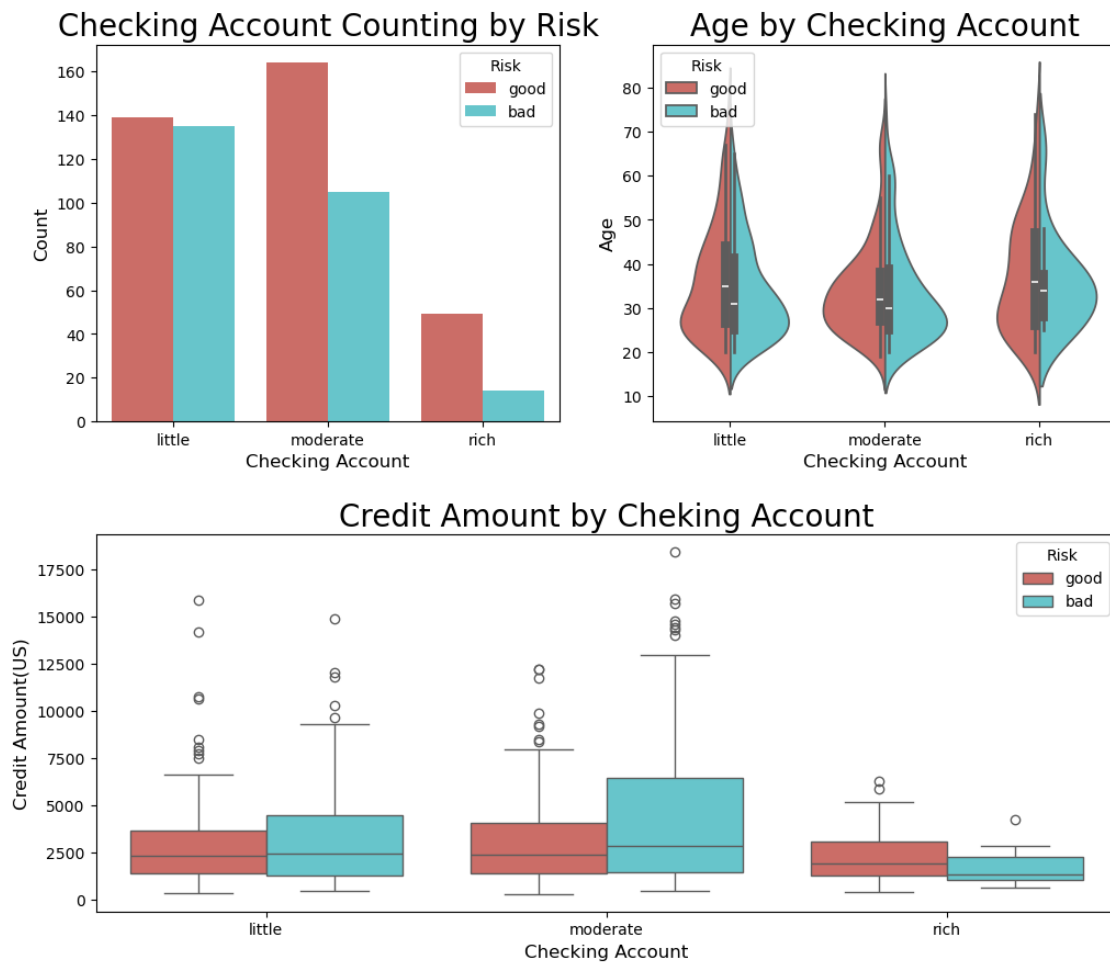 Checking Account Counting by Risk
160
140
120
100
80
60
40
20
0
Count
Risk
good
bad
little
moderate
rich
Checking Account
Age by Checking Account
80
70
60
50
40
30
20
10
Age
Risk
good
bad
little
moderate
rich
Checking Account
Credit Amount by Cheking Account
17500
15000
12500
10000
7500
5000
2500
0
Credit Amount(US)
Risk
good
bad
little
moderate
rich
Checking Account